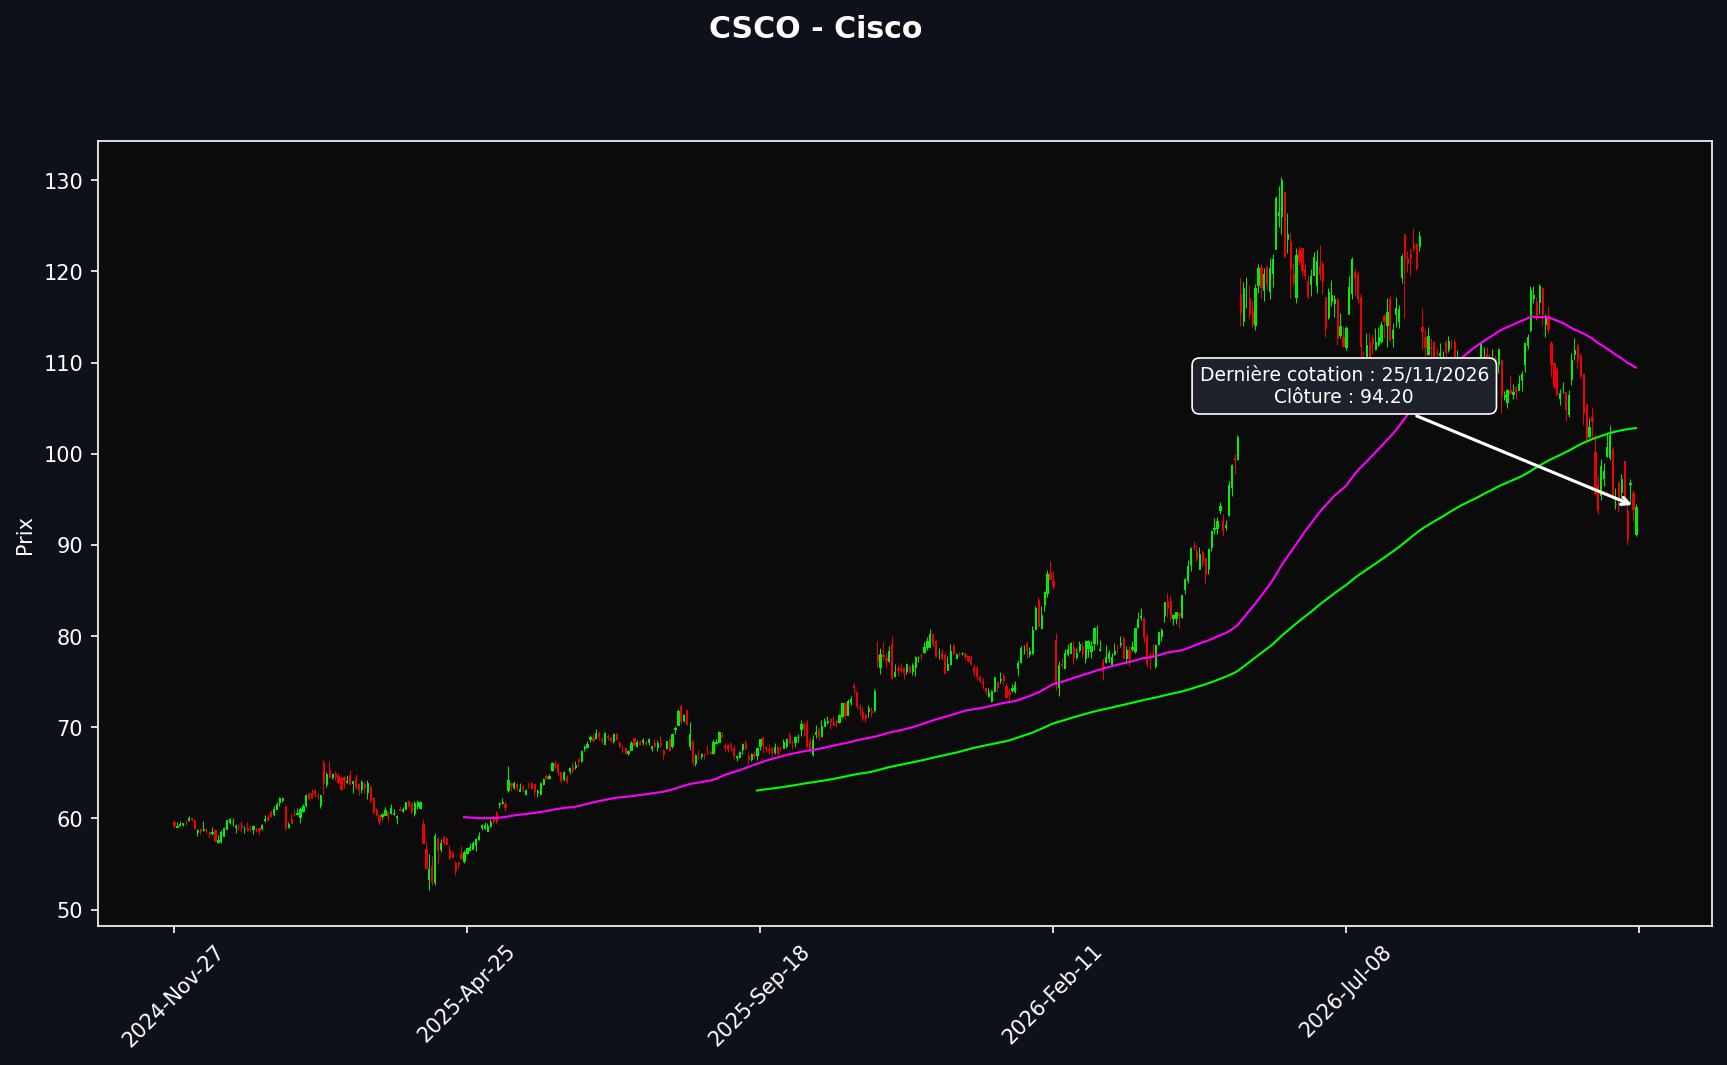 CSCO - Cisco
130
120
110
100
90
80
70
60
50
Prix
Dernière cotation : 25/11/2026
Clôture : 94.20
2024-Nov-27
2025-Apr-25
2025-Sep-18
2026-Feb-11
2026-Jul-08